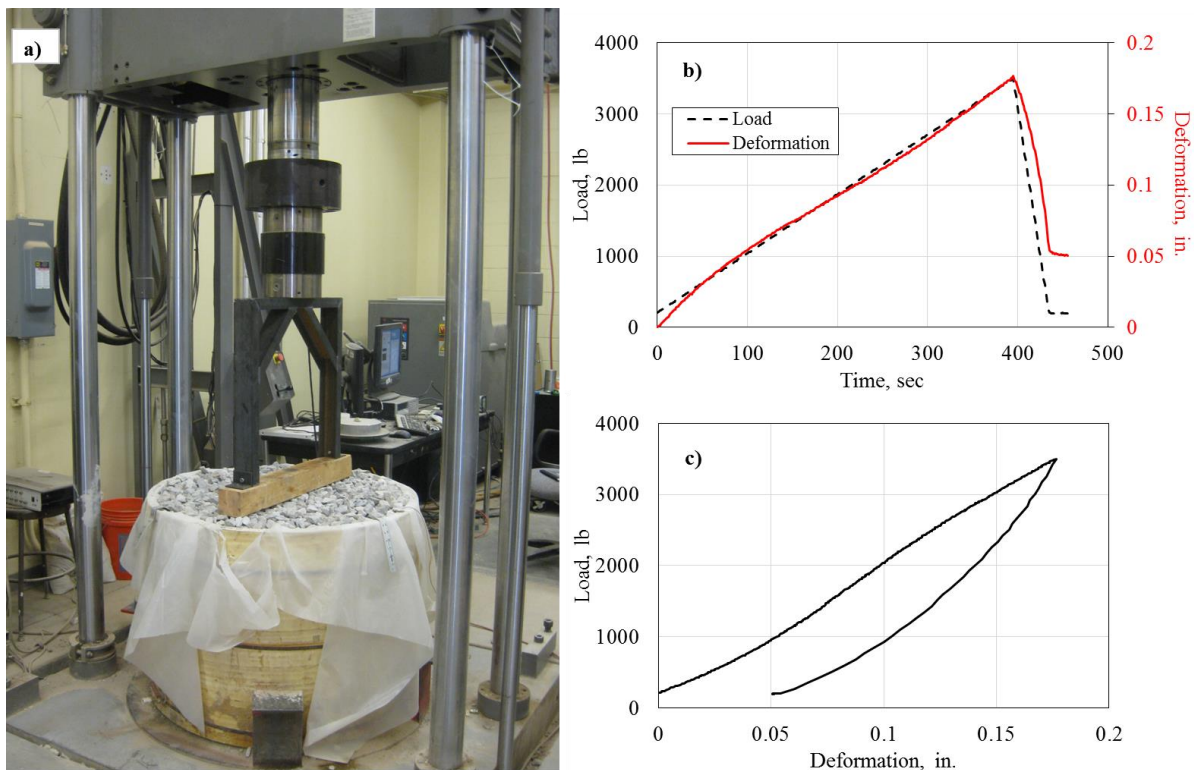 a)
b)
4000
3000
2000
1000
0
Load, lb
Load
Deformation
0.2
0.15
0.1
0.05
0
Deformation, in.
0 100 200 300 400 500
Time, sec
c)
4000
3000
2000
1000
0
Load, lb
0 0.05 0.1 0.15 0.2
Deformation, in.